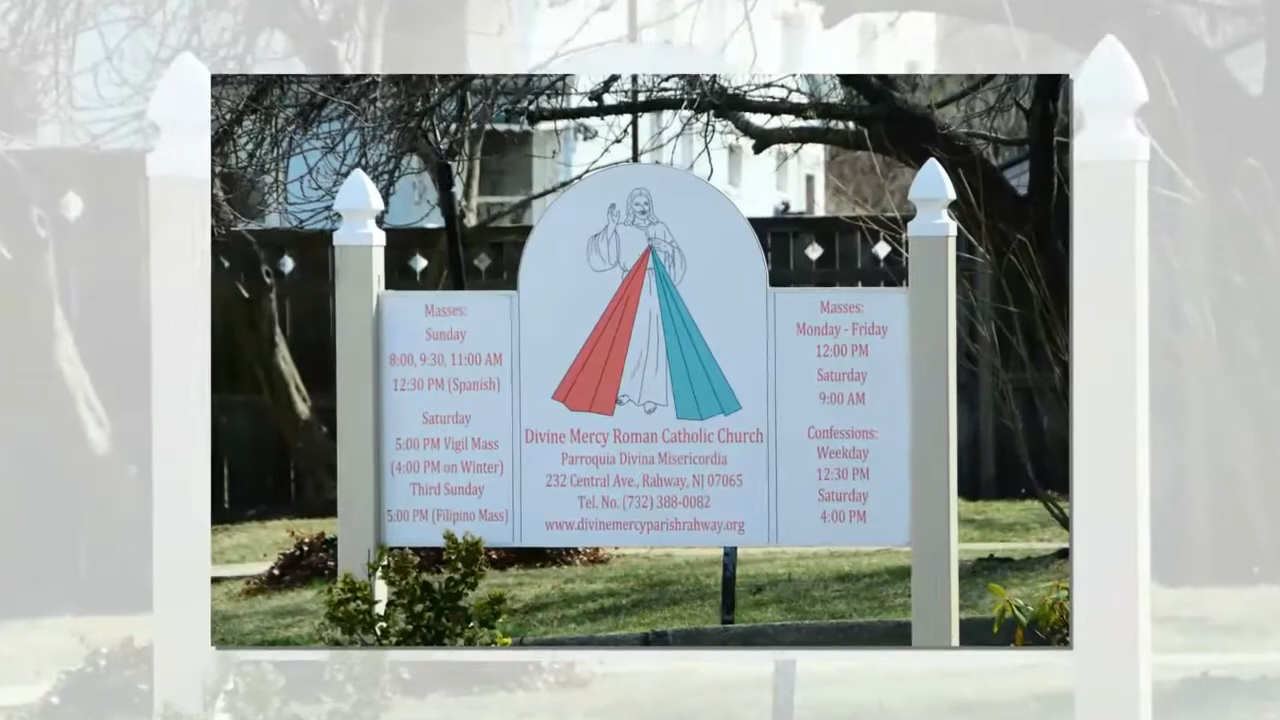 Masses:
Sunday
8:00, 9:30, 11:00 AM
12:30 PM (Spanish)
Saturday
5:00 PM Vigil Mass
(4:00 PM on Winter)
Third Sunday
5:00 PM (Filipino Mass)
Divine Mercy Roman Catholic Church
Parroquia Divina Misericordia
232 Central Ave., Rahway, NJ 07065
Tel. No. (732) 388-0082
www.divinemercyparishrahway.org
Masses:
Monday - Friday
12:00 PM
Saturday
9:00 AM
Confessions:
Weekday
12:30 PM
Saturday
4:00 PM